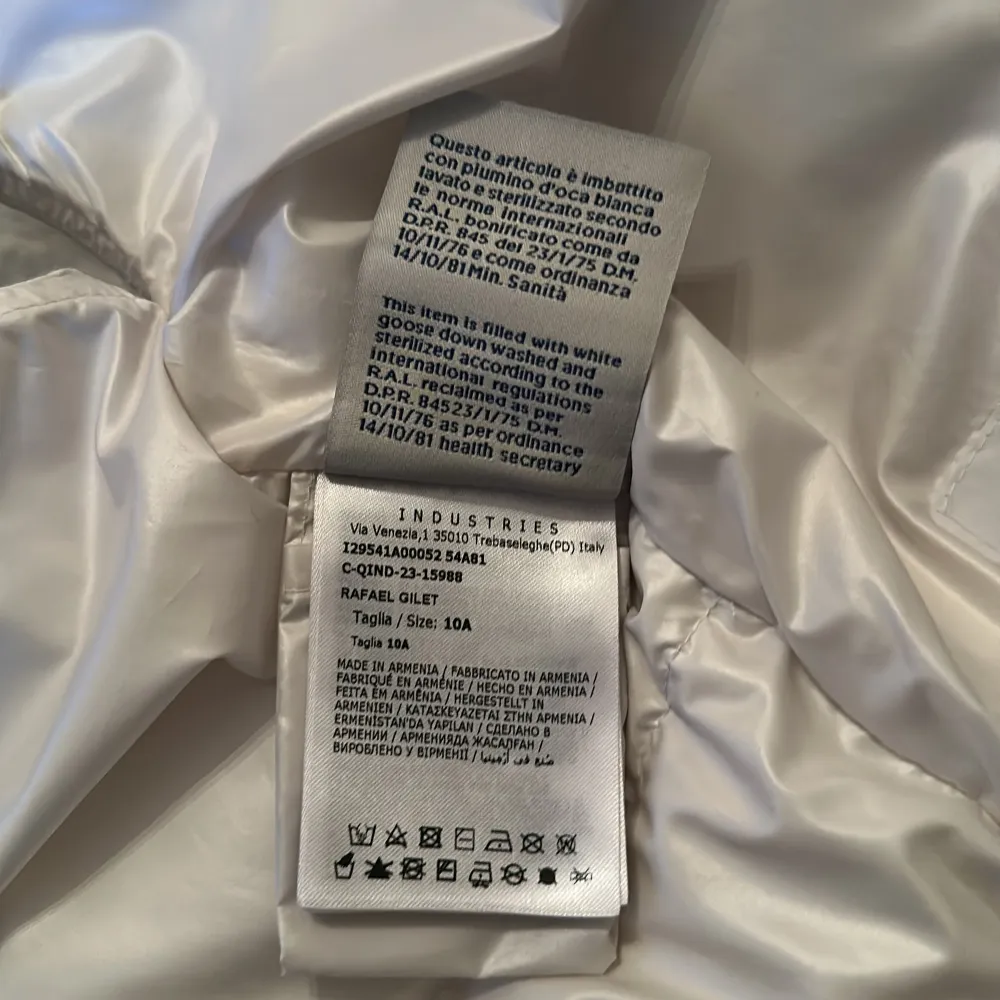 Questo articolo è imbottito
con piumino d'oca bianca
lavato e sterilizzato secondo
le norme internazionali
R.A.L. boniricato come da
D.P.R. 845 del 23/1/75 D.M.
10/11/76 e come ordinanza
14/10/81 Min. Sanità
This item is filled with white
goose down washed and
sterilized according to the
international regulations
R.A.L. reclaimed as per
D.P.R. 84523/1/75 D.M.
10/11/76 as per ordinance
14/10/81 health secretary
INDUSTRIES
Via Venezia,1 35010 Trebaseleghe(PD) Italy
I29541A00052 54A81
C-QIND-23-15988
RAFAEL GILET
Taglia / Size: 10A
Taglia 10A
MADE IN ARMENIA / FABBRICATO IN ARMENIA /
FABRIQUÉ EN ARMÉNIE / HECHO EN ARMENIA /
FEITA EM ARMÊNIA / HERGESTELLT IN
ARMENIEN / ΚΑΤΑΣΚΕΥΑΖΕΤΑΙ ΣΤΗΝ ΑΡΜΕΝΙΑ /
ERMENİSTAN'DA YAPILAN / СДЕЛАНО В
АРМЕНИИ / АРМЕНИЯДА ЖАСАЛҒАН /
ВИРОБЛЕНО У ВІРМЕНІЇ / صنع في أرمينيا